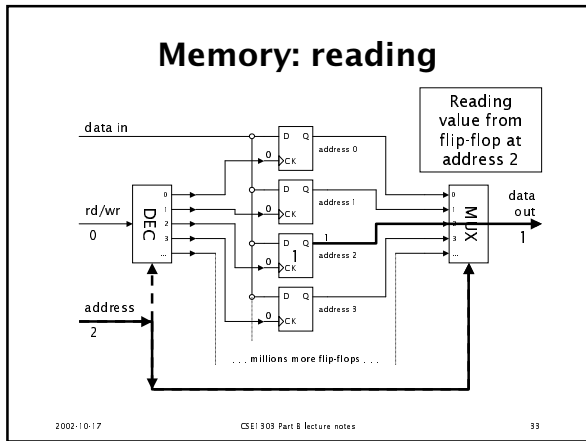 Memory: reading
Reading
value from
flip-flop at
address 2
data in
D Q
0
CK
address 0
D Q
0
CK
address 1
D Q
1
0
1
CK
address 2
D Q
0
CK
address 3
rd/wr
0
DEC
0
1
2
3
...
MUX
0
1
2
3
...
data
out
1
address
2
. . . millions more flip-flops . . .
2002-10-17
CSE1303 Part B lecture notes
33